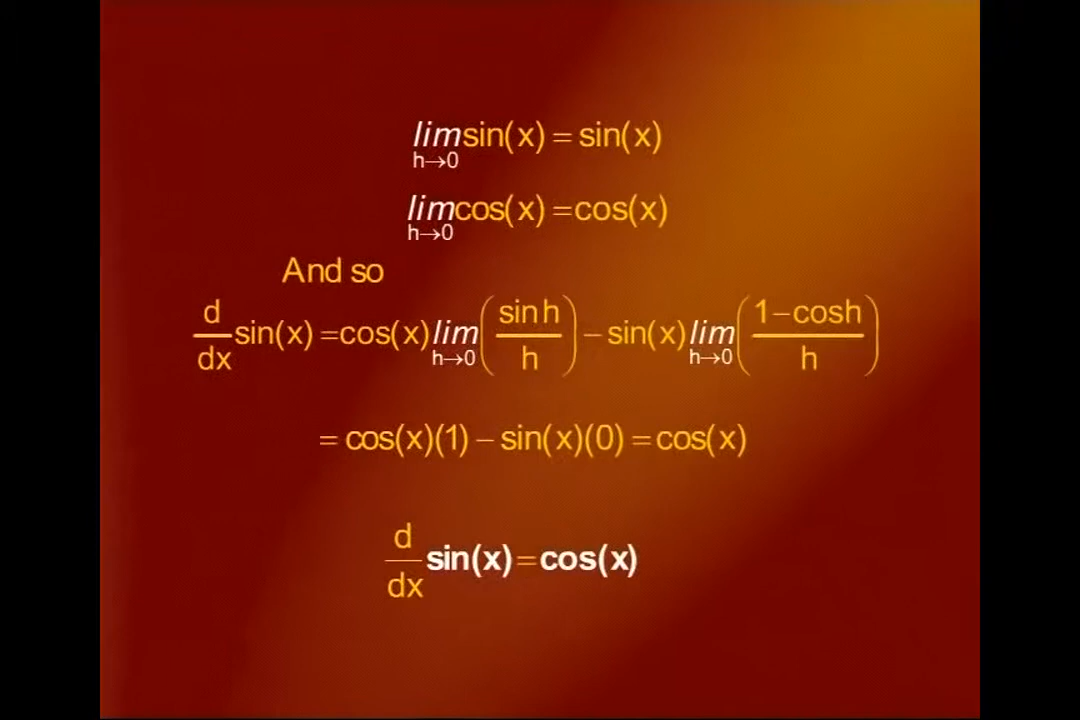 lim sin(x) = sin(x)
h→0
lim cos(x) = cos(x)
h→0
And so
d/dx sin(x) = cos(x) lim h→0 (sinh/h) − sin(x) lim h→0 (1−cosh/h)
= cos(x)(1) − sin(x)(0) = cos(x)
d/dx sin(x) = cos(x)